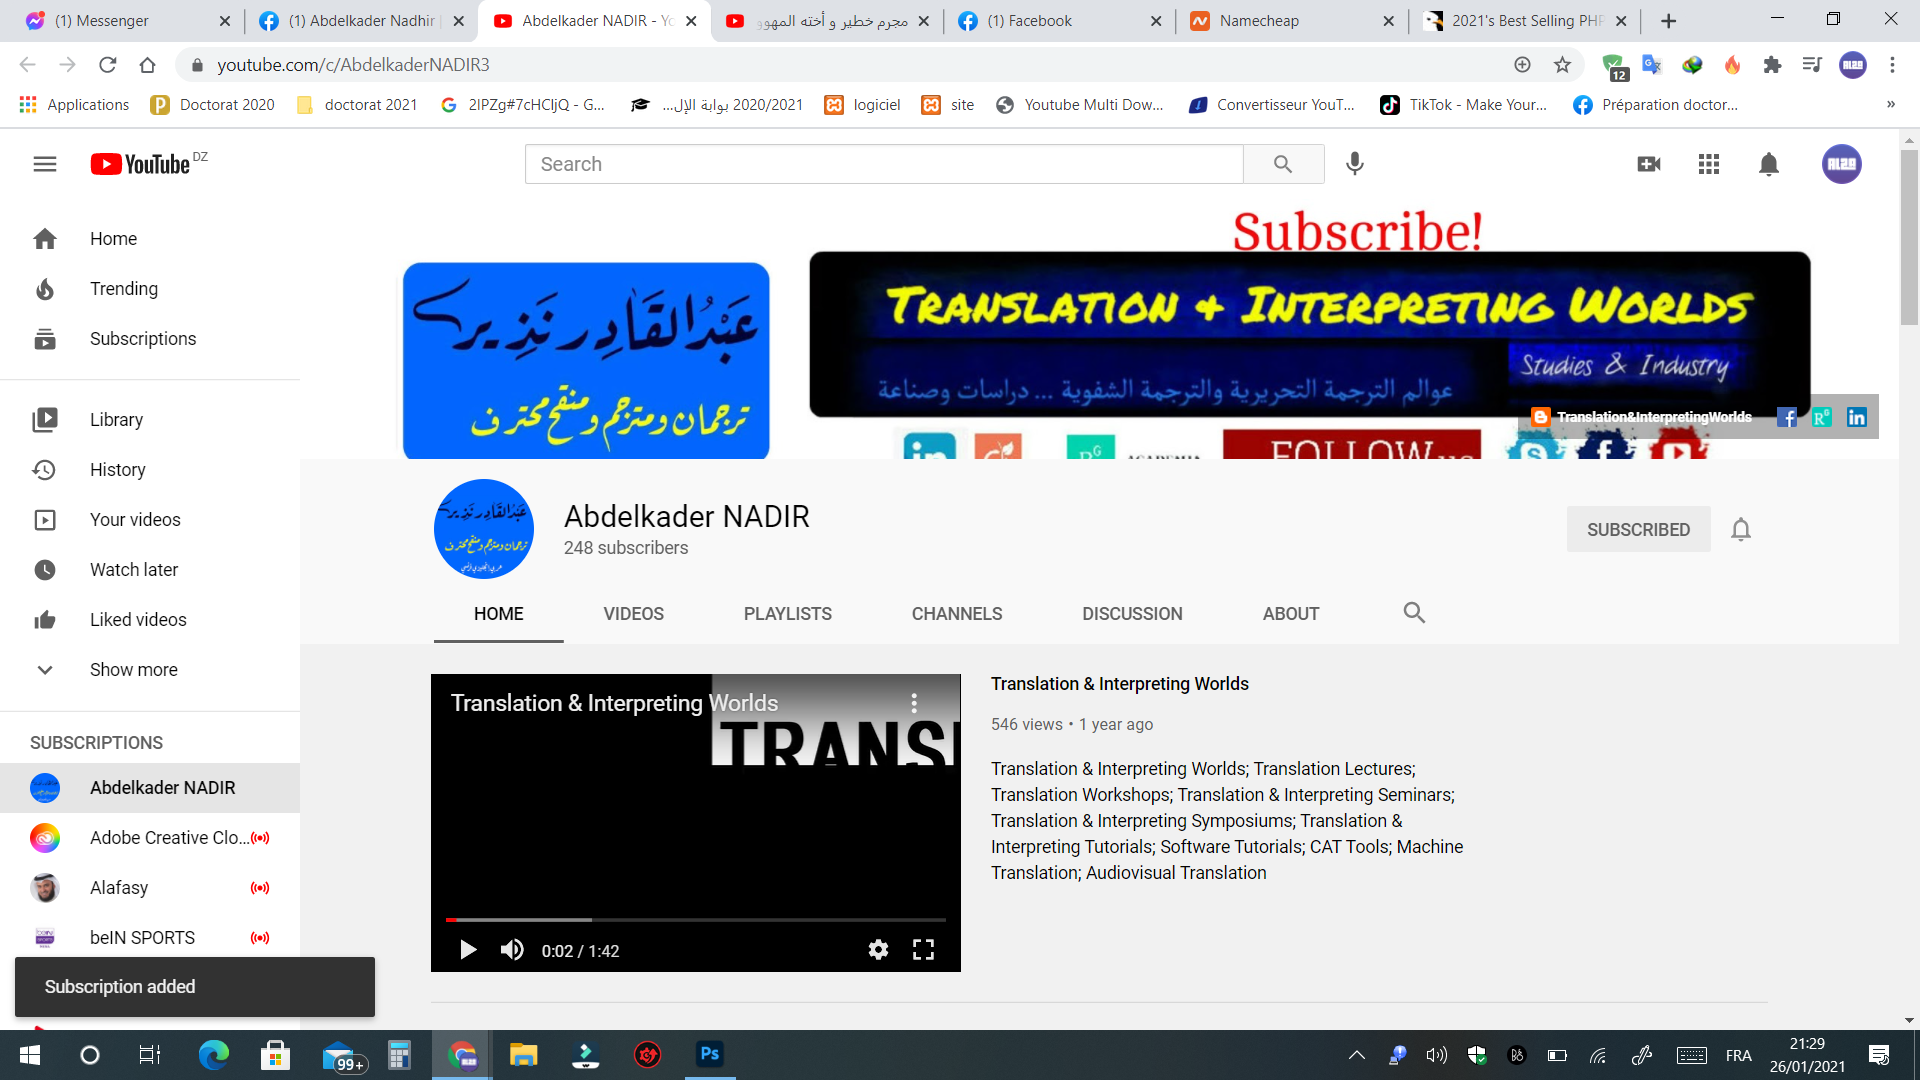 (1) Messenger
(1) Abdelkader Nadhir |
Abdelkader NADIR - Yo
مجرم خطير و أخته المهوو
(1) Facebook
Namecheap
2021's Best Selling PHP
youtube.com/c/AbdelkaderNADIR3
12
Applications
Doctorat 2020
doctorat 2021
2IPZg#7cHCIjQ - G...
2020/2021 بوابة الإل...
logiciel
site
Youtube Multi Dow...
Convertisseur YouT...
TikTok - Make Your...
Préparation doctor...
YouTube DZ
Search
Home
Trending
Subscriptions
Library
History
Your videos
Watch later
Liked videos
Show more
SUBSCRIPTIONS
Abdelkader NADIR
Adobe Creative Clo...
Alafasy
beIN SPORTS
Subscription added
Subscribe!
عَبْدُ القَادِر نَذِير
ترجمان ومترجم ومنقح محترف
TRANSLATION & INTERPRETING WORLDS
Studies & Industry
عوالم الترجمة التحريرية والترجمة الشفوية ... دراسات وصناعة
Translation&InterpretingWorlds
FOLLOW us
Abdelkader NADIR
248 subscribers
SUBSCRIBED
HOME
VIDEOS
PLAYLISTS
CHANNELS
DISCUSSION
ABOUT
Translation & Interpreting Worlds
TRANSL
0:02 / 1:42
Translation & Interpreting Worlds
546 views • 1 year ago
Translation & Interpreting Worlds; Translation Lectures;
Translation Workshops; Translation & Interpreting Seminars;
Translation & Interpreting Symposiums; Translation &
Interpreting Tutorials; Software Tutorials; CAT Tools; Machine
Translation; Audiovisual Translation
99+
Ps
FRA
21:29
26/01/2021